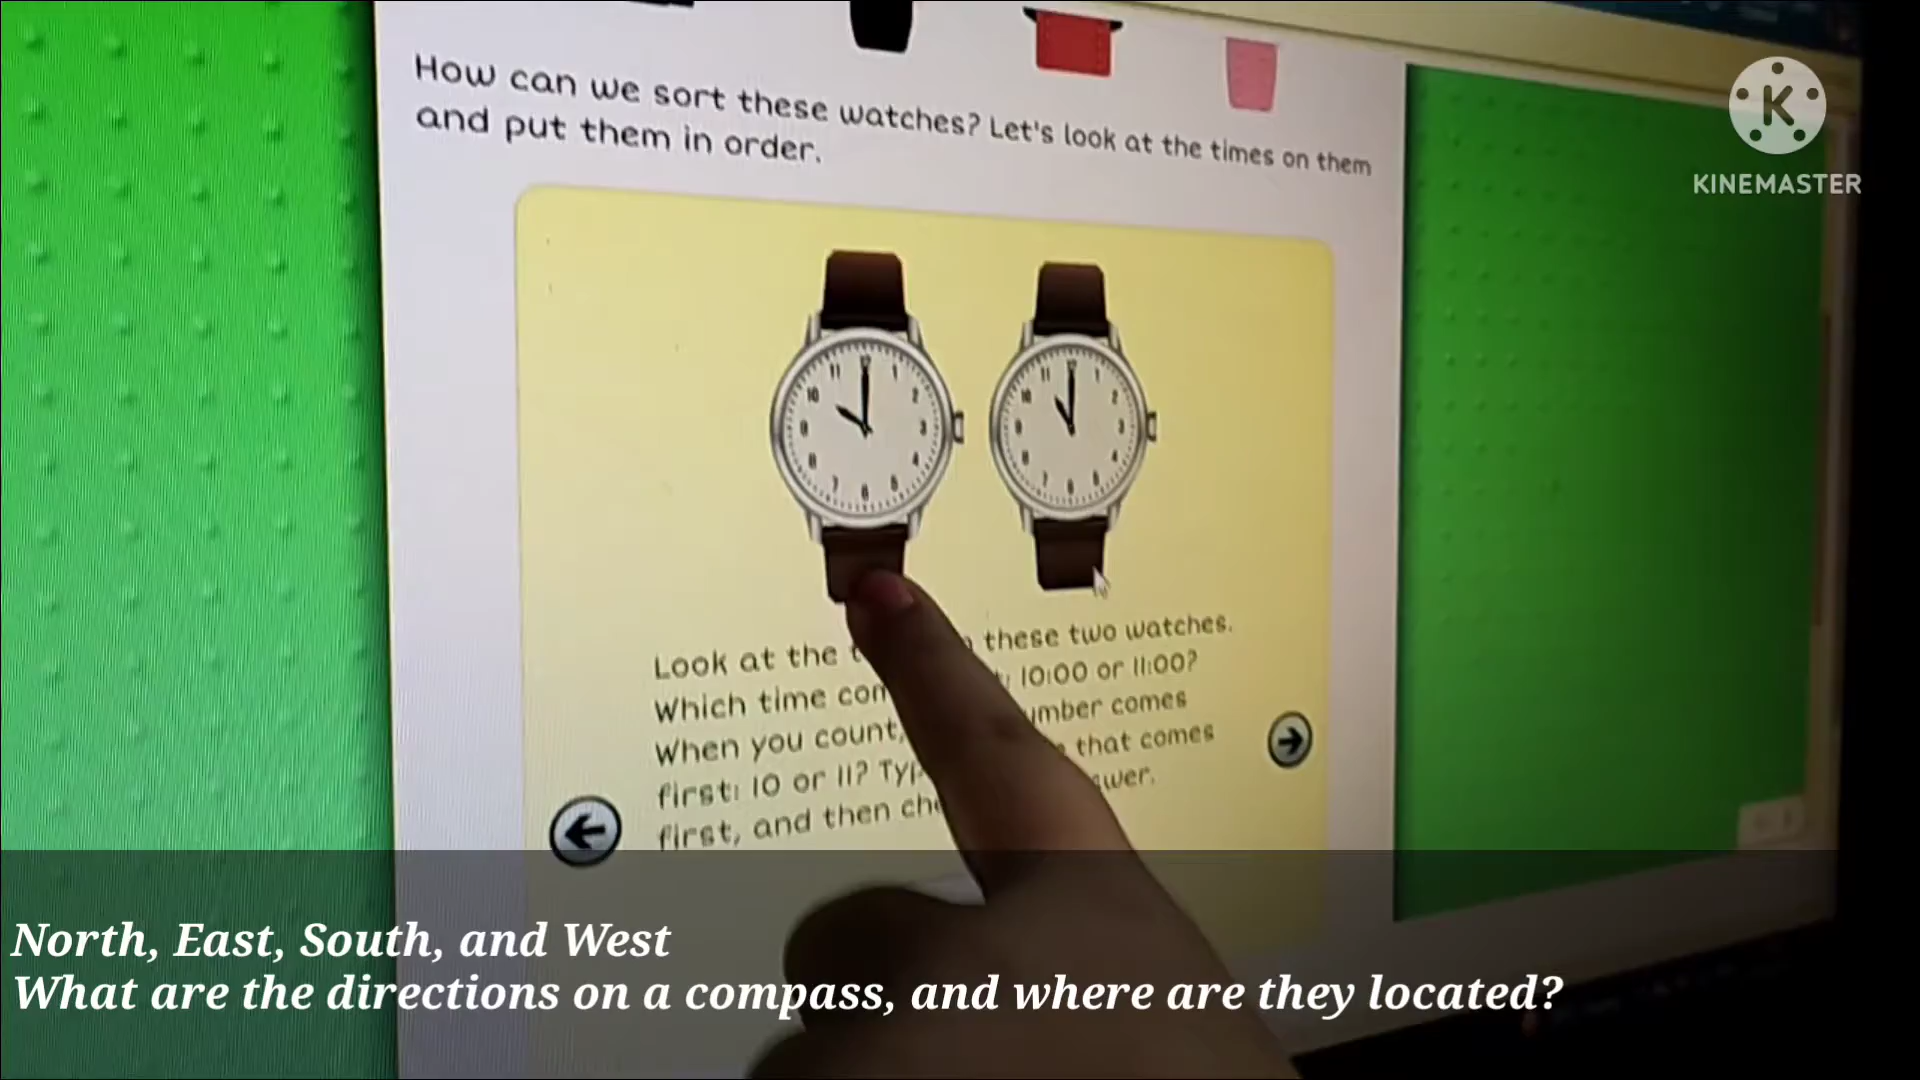 How can we sort these watches? Let's look at the times on them
and put them in order.
KINEMASTER
Look at the these two watches.
Which time 10:00 or 11:00?
When you count, comes
first: 10 or 11? that comes
first, and then
North, East, South, and West
What are the directions on a compass, and where are they located?